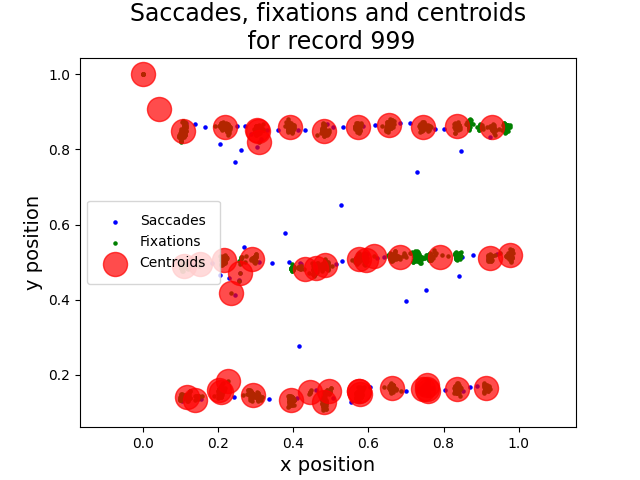 Saccades, fixations and centroids
for record 999
1.0
0.8
0.6
0.4
0.2
y position
Saccades
Fixations
Centroids
0.0
0.2
0.4
0.6
0.8
1.0
x position